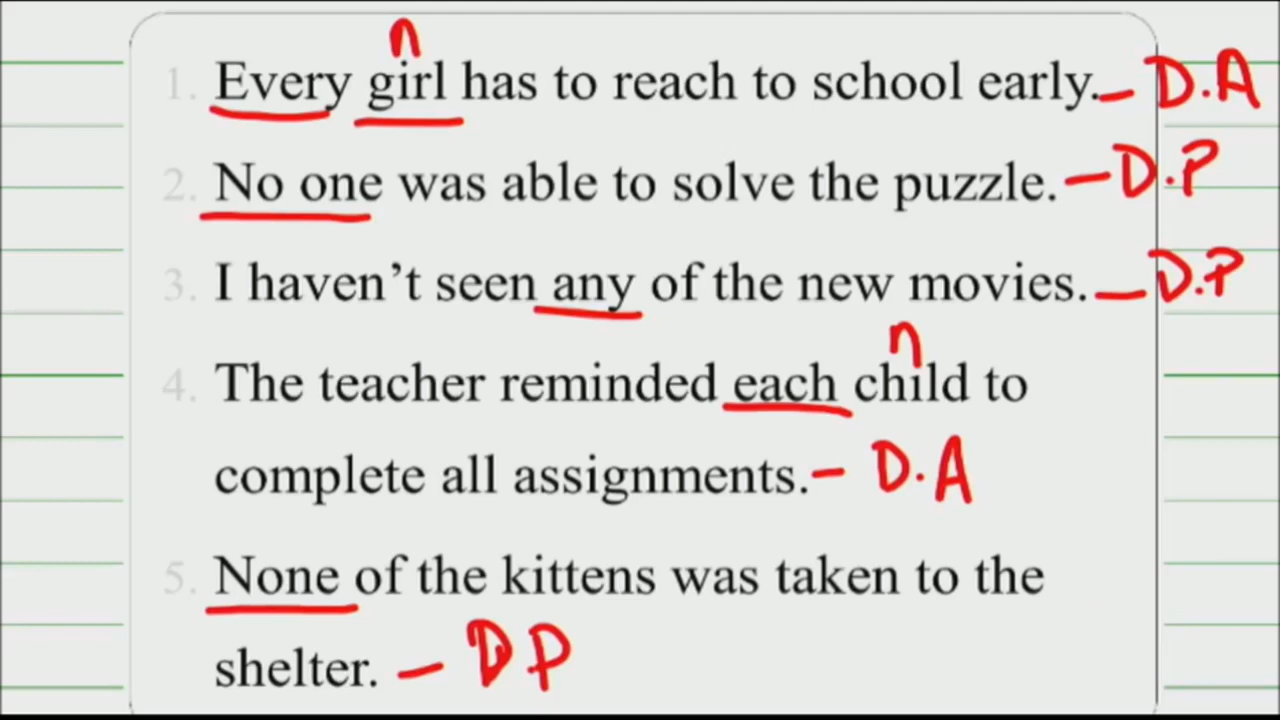 n
1. Every girl has to reach to school early. – D.A
2. No one was able to solve the puzzle. – D.P
3. I haven't seen any of the new movies. – D.P
n
4. The teacher reminded each child to
complete all assignments. – D.A
5. None of the kittens was taken to the
shelter. – D P